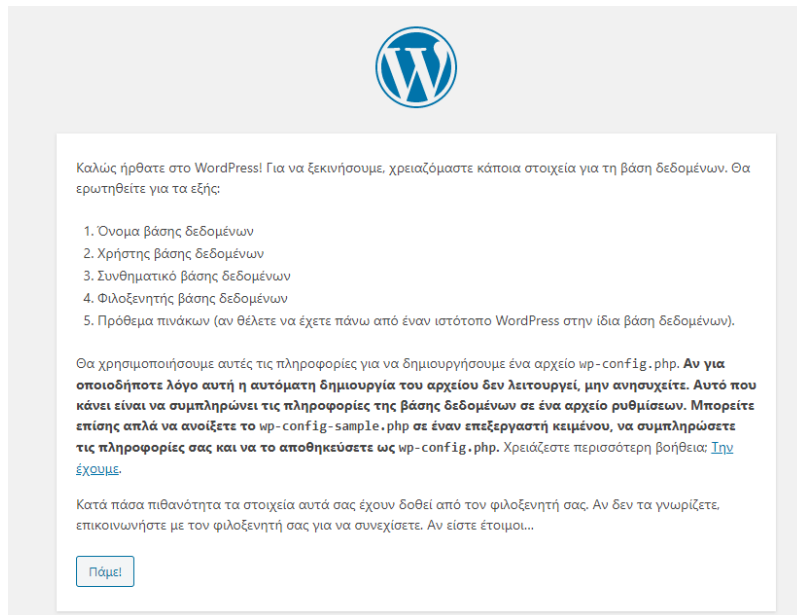 Καλώς ήρθατε στο WordPress! Για να ξεκινήσουμε, χρειαζόμαστε κάποια στοιχεία για τη βάση δεδομένων. Θα
ερωτηθείτε για τα εξής:
1. Όνομα βάσης δεδομένων
2. Χρήστης βάσης δεδομένων
3. Συνθηματικό βάσης δεδομένων
4. Φιλοξενητής βάσης δεδομένων
5. Πρόθεμα πινάκων (αν θέλετε να έχετε πάνω από έναν ιστότοπο WordPress στην ίδια βάση δεδομένων).
Θα χρησιμοποιήσουμε αυτές τις πληροφορίες για να δημιουργήσουμε ένα αρχείο wp-config.php. Αν για
οποιοδήποτε λόγο αυτή η αυτόματη δημιουργία του αρχείου δεν λειτουργεί, μην ανησυχείτε. Αυτό που
κάνει είναι να συμπληρώνει τις πληροφορίες της βάσης δεδομένων σε ένα αρχείο ρυθμίσεων. Μπορείτε
επίσης απλά να ανοίξετε το wp-config-sample.php σε έναν επεξεργαστή κειμένου, να συμπληρώσετε
τις πληροφορίες σας και να το αποθηκεύσετε ως wp-config.php. Χρειάζεστε περισσότερη βοήθεια; Την
έχουμε.
Κατά πάσα πιθανότητα τα στοιχεία αυτά σας έχουν δοθεί από τον φιλοξενητή σας. Αν δεν τα γνωρίζετε,
επικοινωνήστε με τον φιλοξενητή σας για να συνεχίσετε. Αν είστε έτοιμοι...
Πάμε!